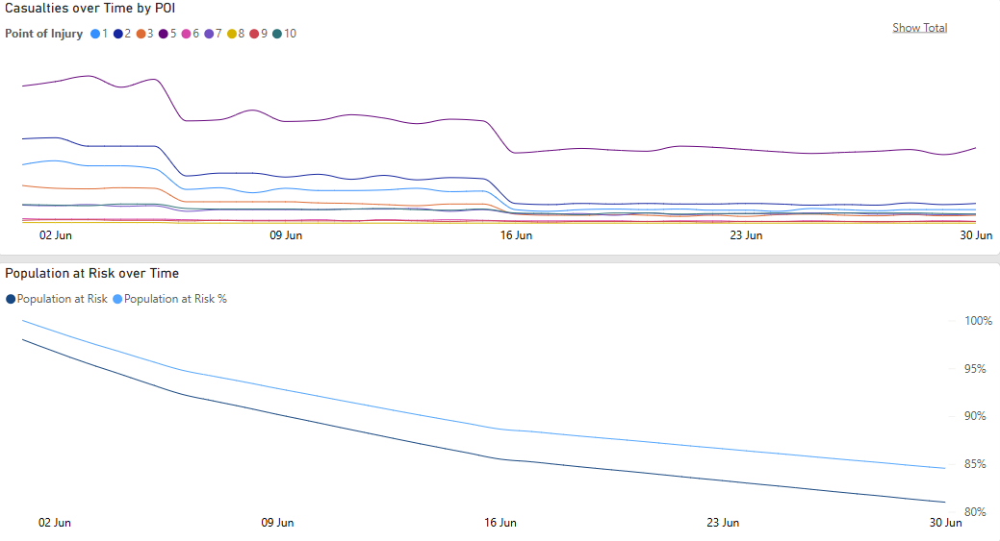 Casualties over Time by POI
Point of Injury 1 2 3 5 6 7 8 9 10
Show Total
02 Jun 09 Jun 16 Jun 23 Jun 30 Jun
Population at Risk over Time
Population at Risk Population at Risk %
100%
95%
90%
85%
80%
02 Jun 09 Jun 16 Jun 23 Jun 30 Jun